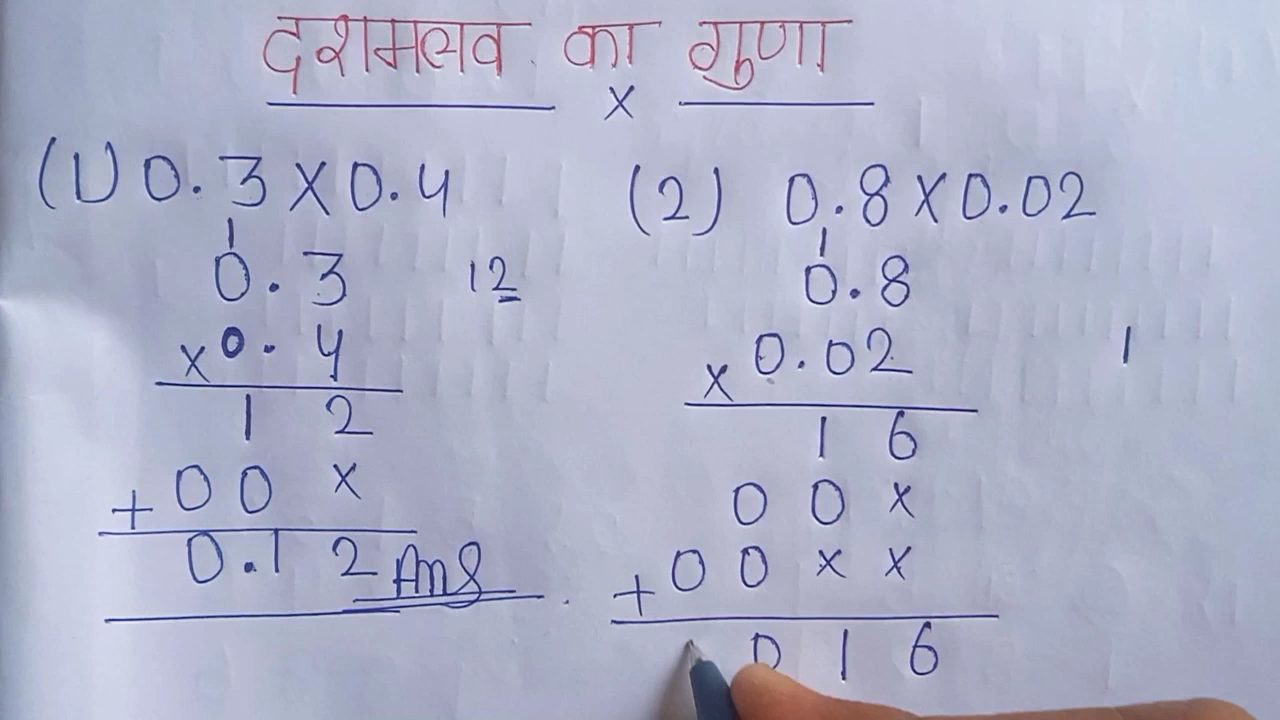 दशमलव का गुणा
×
(1) 0.3 × 0.4
1
0.3
12
× 0.4
1 2
+ 0 0 ×
0.1 2 Ans
(2) 0.8 × 0.02
1
0.8
× 0.02
1
1 6
0 0 ×
+ 0 0 × ×
0 1 6